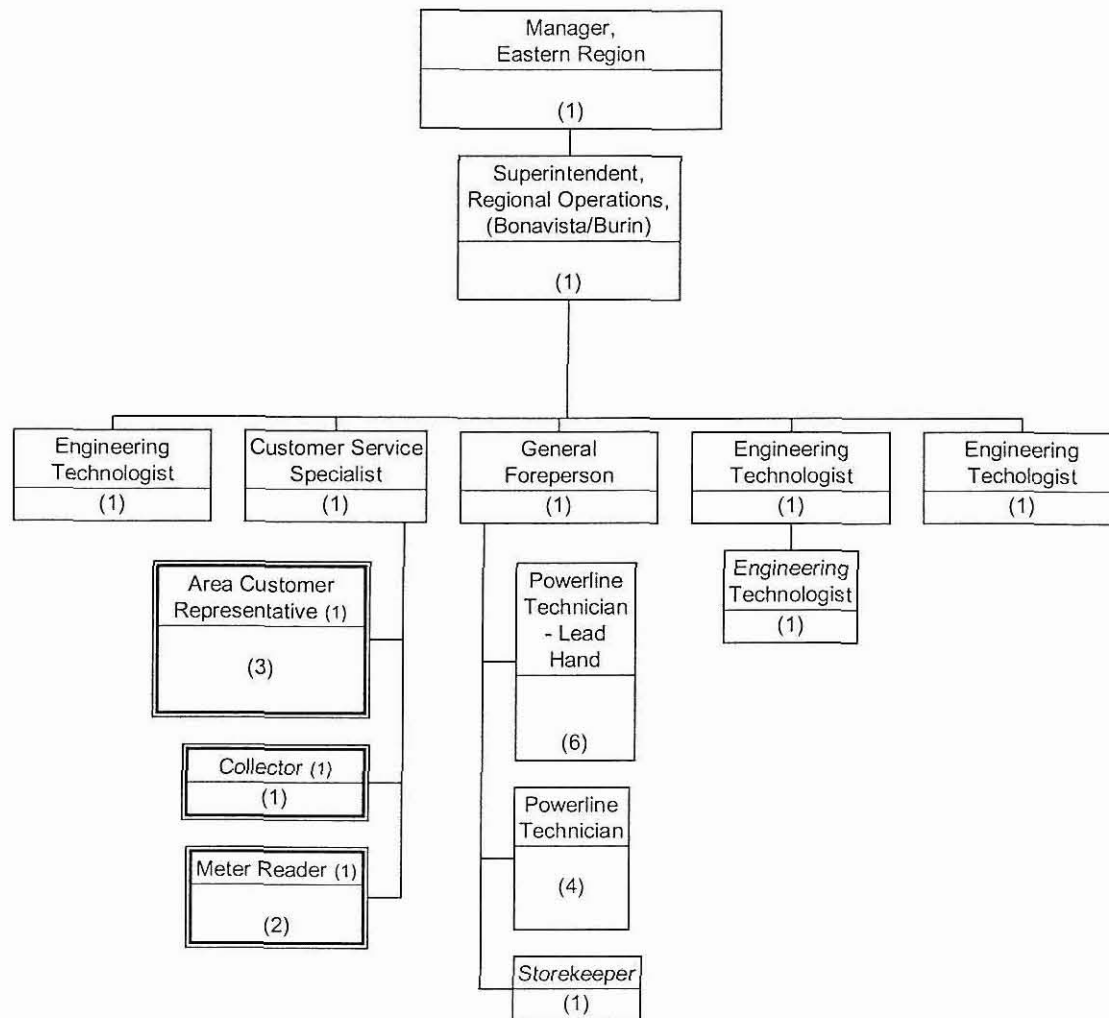 Manager,
Eastern Region
(1)
Superintendent,
Regional Operations,
(Bonavista/Burin)
(1)
Engineering
Technologist
(1)
Customer Service
Specialist
(1)
General
Foreperson
(1)
Engineering
Technologist
(1)
Engineering
Techologist
(1)
Area Customer
Representative (1)
(3)
Collector (1)
(1)
Meter Reader (1)
(2)
Powerline
Technician
- Lead
Hand
(6)
Powerline
Technician
(4)
Storekeeper
(1)
Engineering
Technologist
(1)